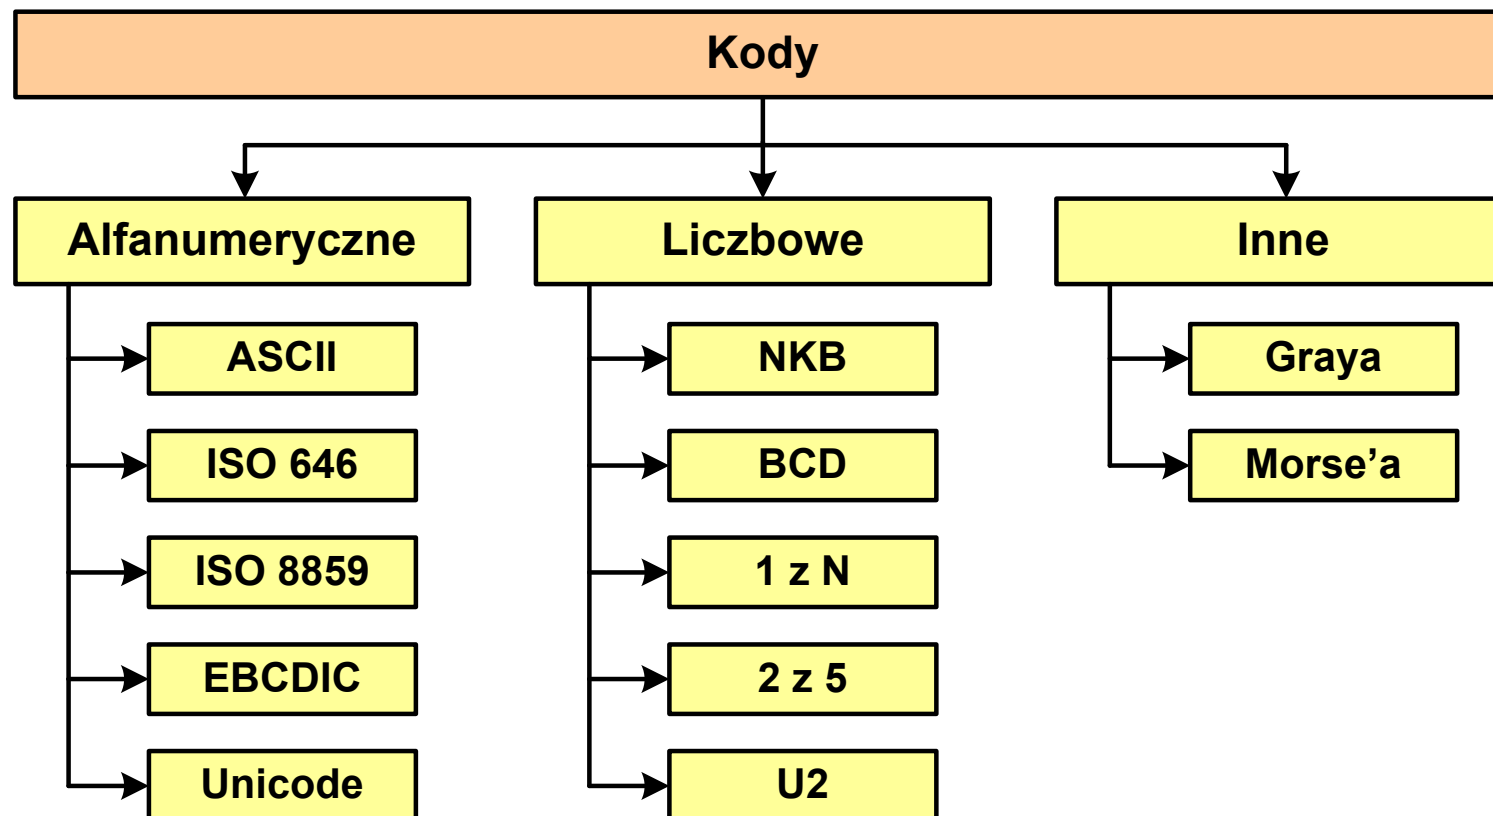 Kody
Alfanumeryczne
ASCII
ISO 646
ISO 8859
EBCDIC
Unicode
Liczbowe
NKB
BCD
1 z N
2 z 5
U2
Inne
Graya
Morse’a